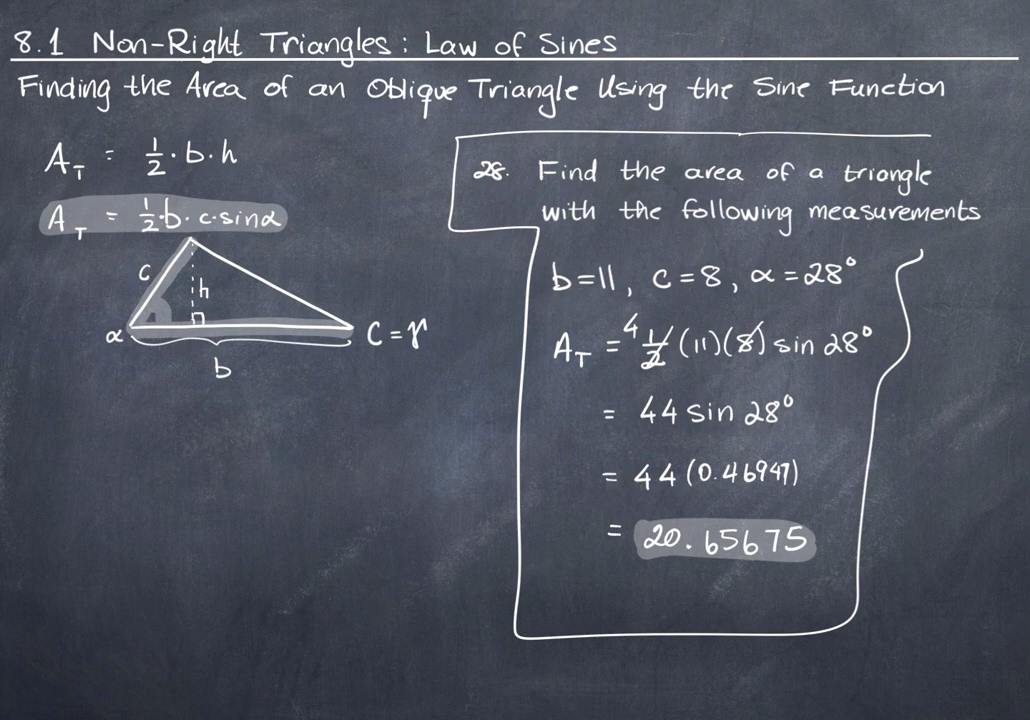 8.1 Non-Right Triangles: Law of Sines
Finding the Area of an Oblique Triangle Using the Sine Function
A_T = 1/2 · b · h
A_T = 1/2 · b · c · sin α
c
h
α
C = γ
b
28. Find the area of a triangle
with the following measurements
b=11, c=8, α=28°
A_T = 4 1/2 (11)(8) sin 28°
= 44 sin 28°
= 44(0.46947)
= 20.65675